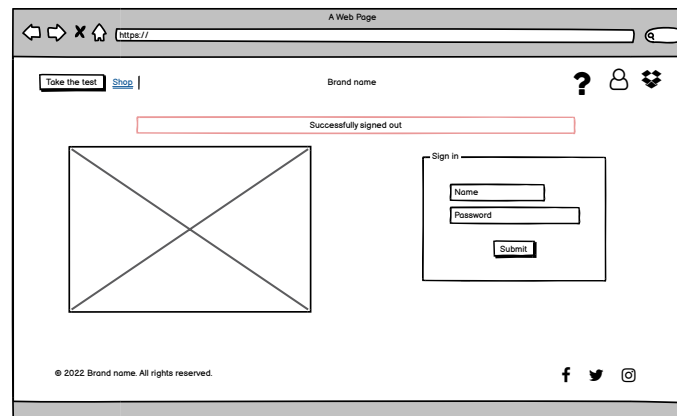 A Web Page
https://
Take the test Shop Brand name ?
Successfully signed out
Sign in
Name
Password
Submit
© 2022 Brand name. All rights reserved.